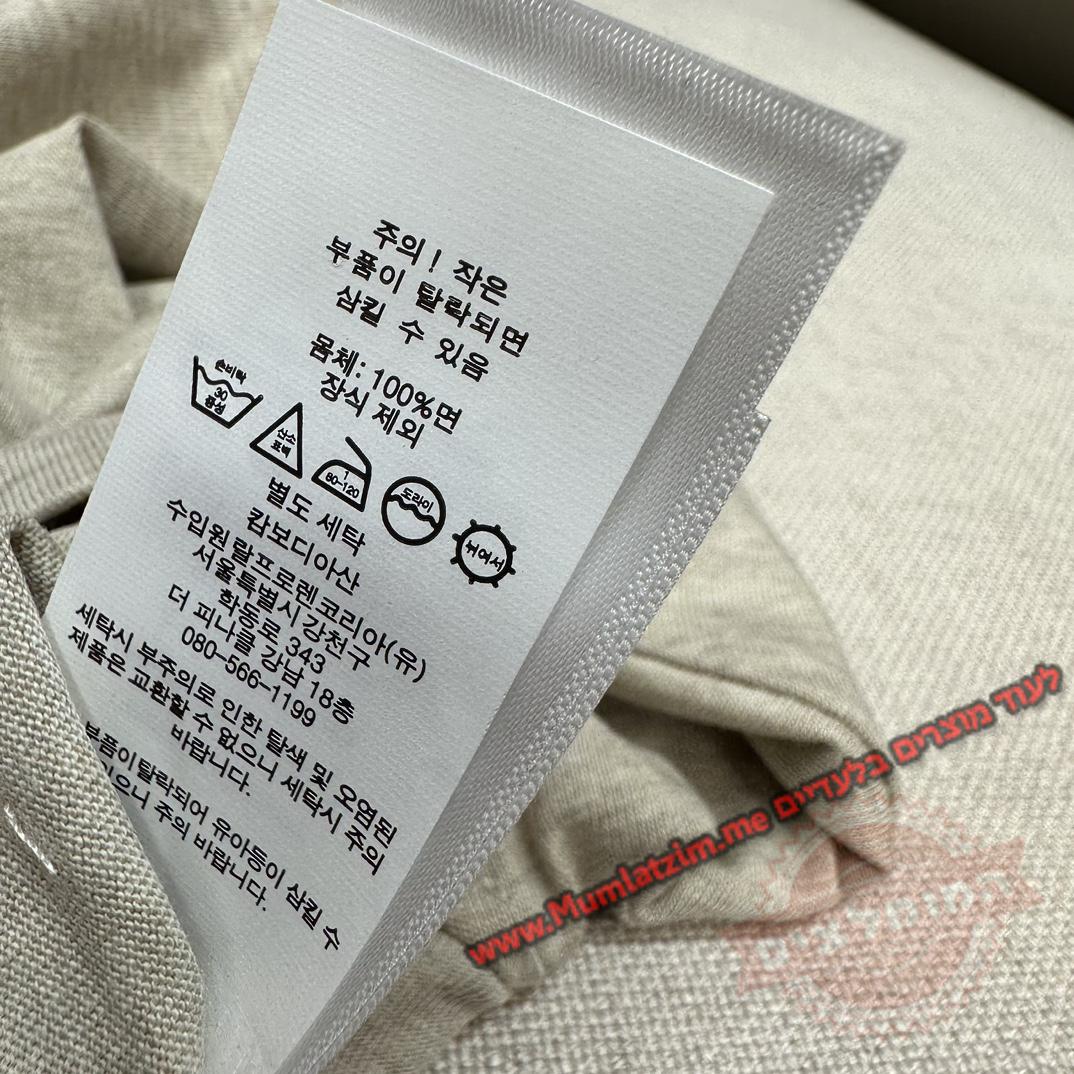 주의! 작은
부품이 탈락되면
삼킬 수 있음
몸체: 100%면
장식 제외
손비탁
30
중성
산소
표백
1
80-120
드라이
뉘여서
별도 세탁
캄보디아산
수입원 랄프로렌코리아(유)
서울특별시 강천구
학동로 343
더 피나클 강남 18층
080-566-1199
세탁시 부주의로 인한 탈색 및 오염된
제품은 교환할 수 없으니 세탁시 주의
바랍니다.
부품이 탈락되어 유아등이 삼킬 수
으니 주의 바랍니다.
לעוד מוצרים בלעדיים www.Mumlatzim.me
המומלצים